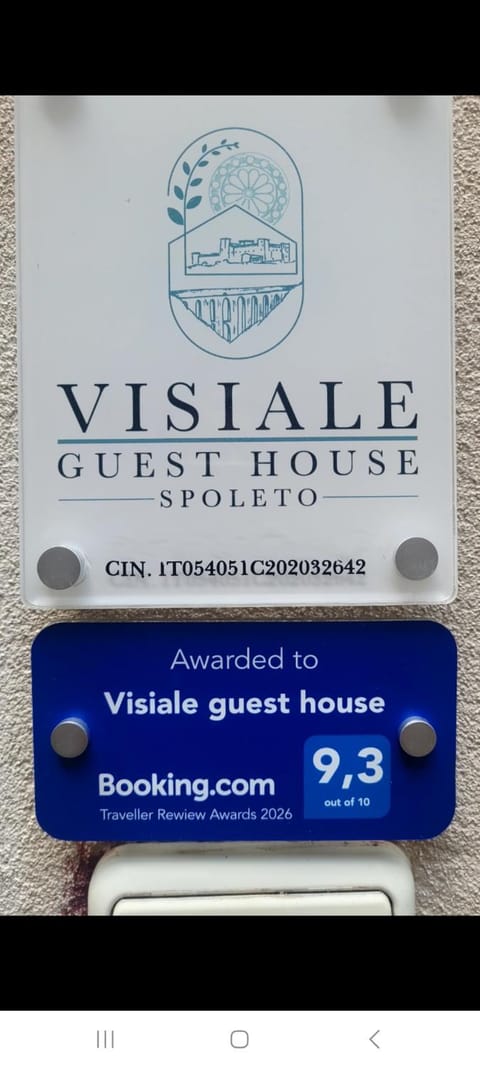 VISIALE
GUEST HOUSE
SPOLETO
CIN. IT054051C202032642
Awarded to
Visiale guest house
Booking.com
9,3
out of 10
Traveller Rewiew Awards 2026